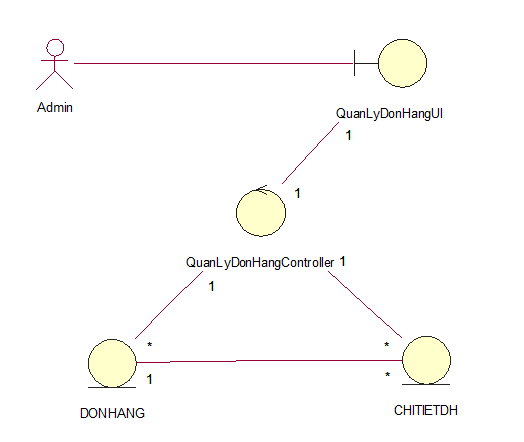 Admin
QuanLyDonHangUI
1
1
QuanLyDonHangController
1
1
*
*
1
*
DONHANG
CHITIETDH